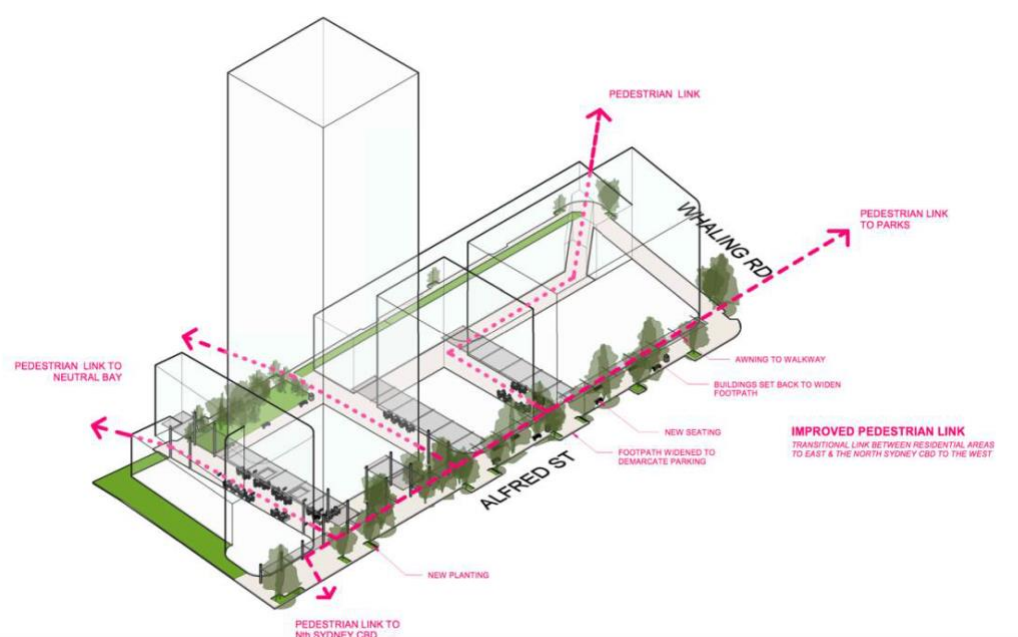 PEDESTRIAN LINK
WHALING RD
PEDESTRIAN LINK
TO PARKS
PEDESTRIAN LINK TO
NEUTRAL BAY
AWNING TO WALKWAY
BUILDINGS SET BACK TO WIDEN
FOOTPATH
NEW SEATING
IMPROVED PEDESTRIAN LINK
TRANSITIONAL LINK BETWEEN RESIDENTIAL AREAS
TO EAST & THE NORTH SYDNEY CBD TO THE WEST
FOOTPATH WIDENED TO
DEMARCATE PARKING
ALFRED ST
NEW PLANTING
PEDESTRIAN LINK TO
Nth SYDNEY CBD